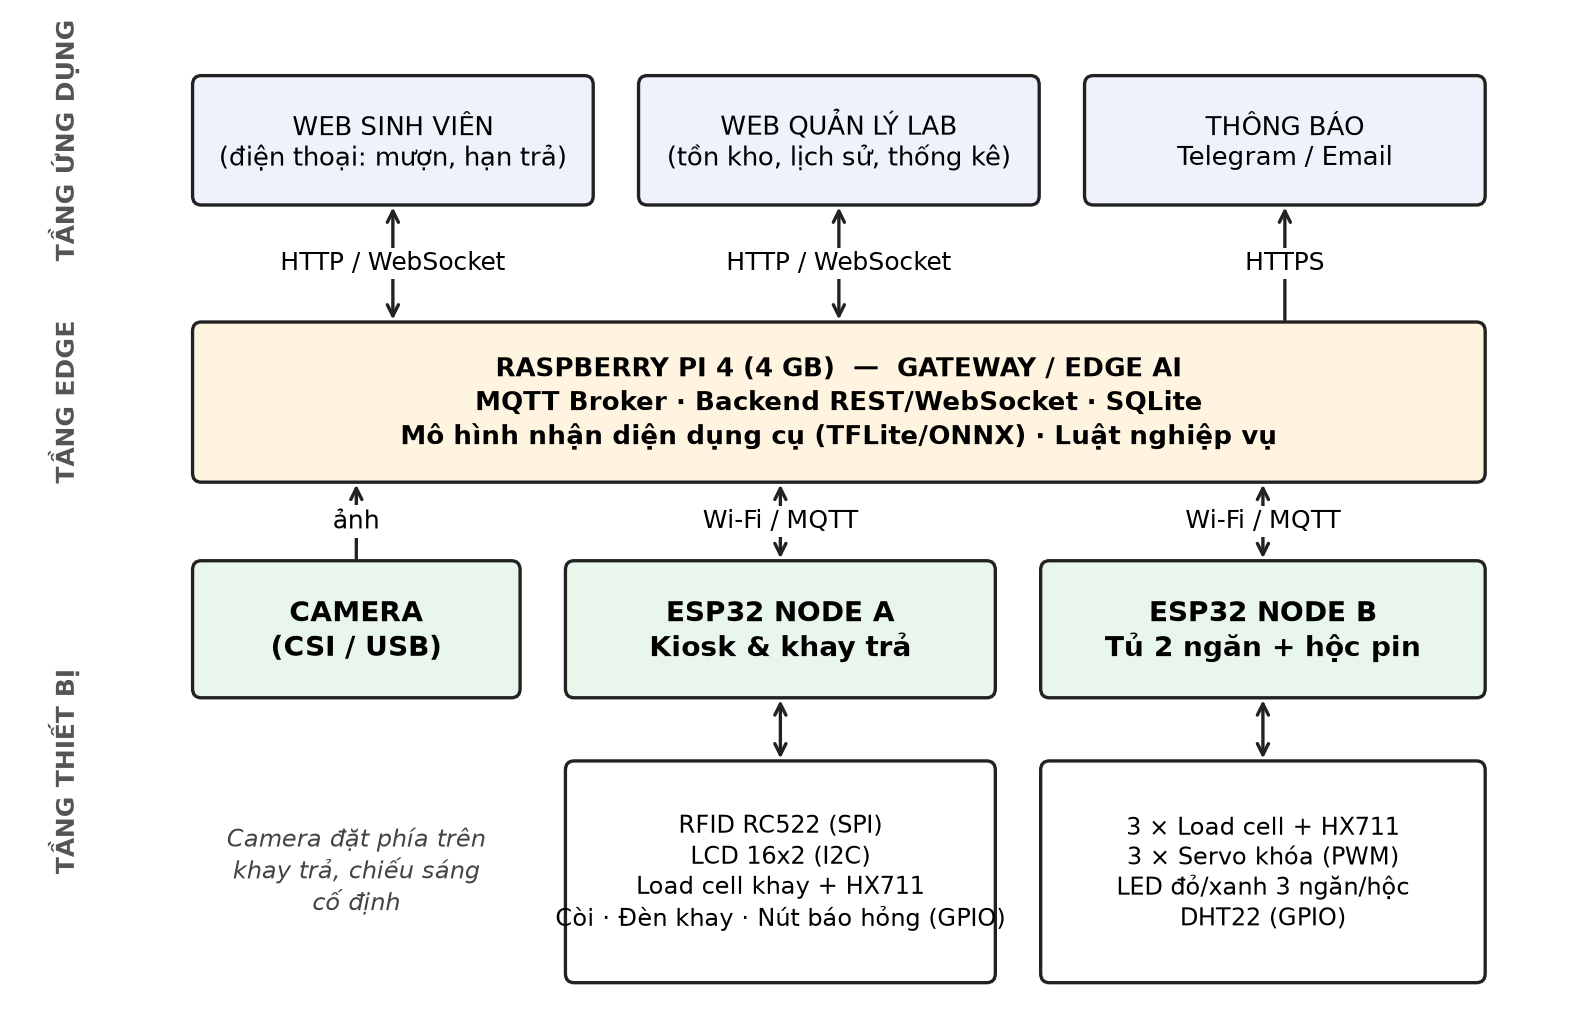 TẦNG ỨNG DỤNG
WEB SINH VIÊN
(điện thoại: mượn, hạn trả)
WEB QUẢN LÝ LAB
(tồn kho, lịch sử, thống kê)
THÔNG BÁO
Telegram / Email
HTTP / WebSocket
HTTP / WebSocket
HTTPS
TẦNG EDGE
RASPBERRY PI 4 (4 GB) — GATEWAY / EDGE AI
MQTT Broker · Backend REST/WebSocket · SQLite
Mô hình nhận diện dụng cụ (TFLite/ONNX) · Luật nghiệp vụ
ảnh
Wi-Fi / MQTT
Wi-Fi / MQTT
TẦNG THIẾT BỊ
CAMERA
(CSI / USB)
ESP32 NODE A
Kiosk & khay trả
ESP32 NODE B
Tủ 2 ngăn + hộc pin
Camera đặt phía trên
khay trả, chiếu sáng
cố định
RFID RC522 (SPI)
LCD 16x2 (I2C)
Load cell khay + HX711
Còi · Đèn khay · Nút báo hỏng (GPIO)
3 × Load cell + HX711
3 × Servo khóa (PWM)
LED đỏ/xanh 3 ngăn/hộc
DHT22 (GPIO)